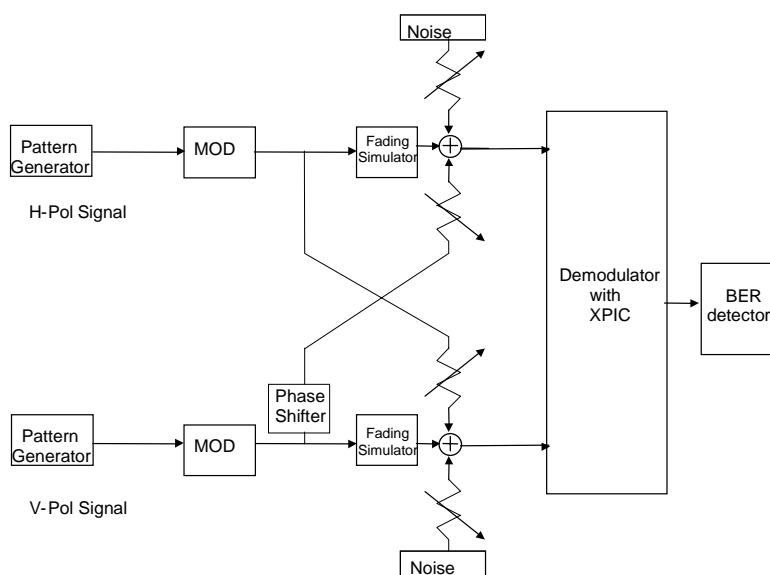 Noise
Pattern
Generator
MOD
Fading
Simulator
H-Pol Signal
Demodulator
with
XPIC
BER
detector
Phase
Shifter
Pattern
Generator
MOD
Fading
Simulator
V-Pol Signal
Noise